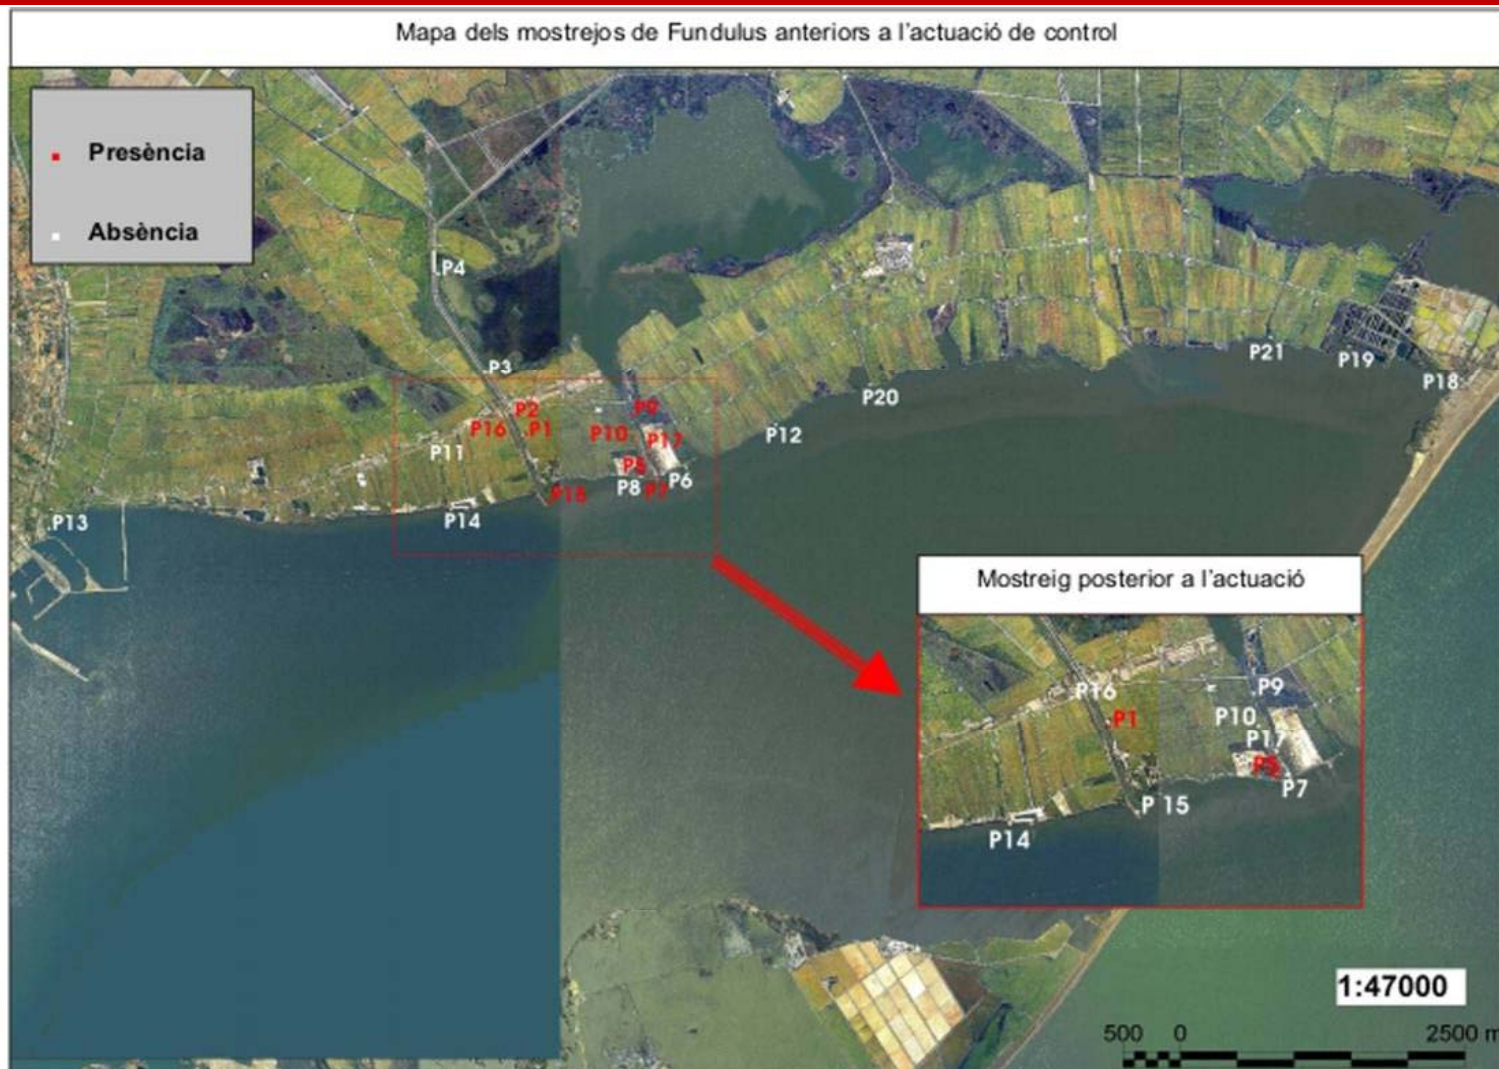 Mapa dels mostrejos de Fundulus anteriors a l'actuació de control
Presència
Absència
P4
P3
P2
P9
P16
P1
P10
P17
P11
P12
P20
P21
P19
P18
P5
P8
P7
P6
P15
P14
P13
Mostreig posterior a l'actuació
P16
P9
P1
P10
P17
P5
P7
P 15
P14
1:47000
500 0 2500 m